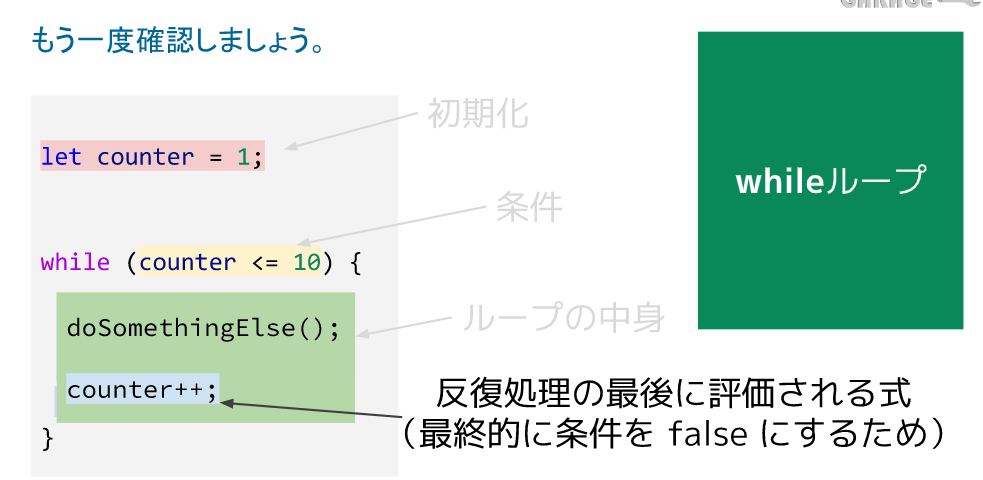 GARAGE
もう一度確認しましょう。
初期化
let counter = 1;
whileループ
条件
while (counter <= 10) {
doSomethingElse();
ループの中身
counter++;
反復処理の最後に評価される式
（最終的に条件を false にするため）
}